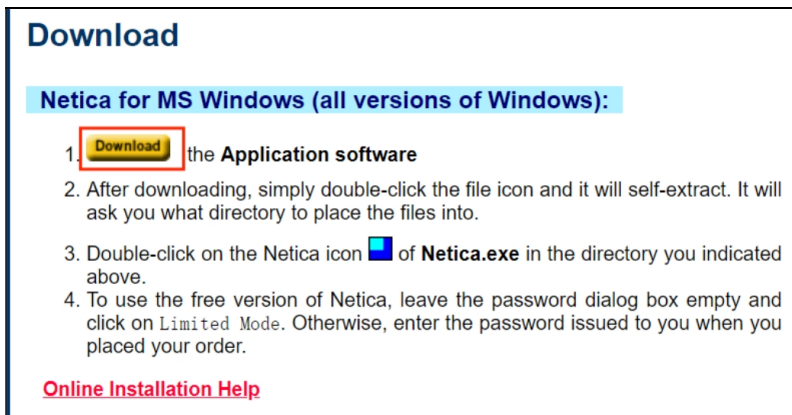 Download
Netica for MS Windows (all versions of Windows):
1. Download the Application software
2. After downloading, simply double-click the file icon and it will self-extract. It will
ask you what directory to place the files into.
3. Double-click on the Netica icon of Netica.exe in the directory you indicated
above.
4. To use the free version of Netica, leave the password dialog box empty and
click on Limited Mode. Otherwise, enter the password issued to you when you
placed your order.
Online Installation Help